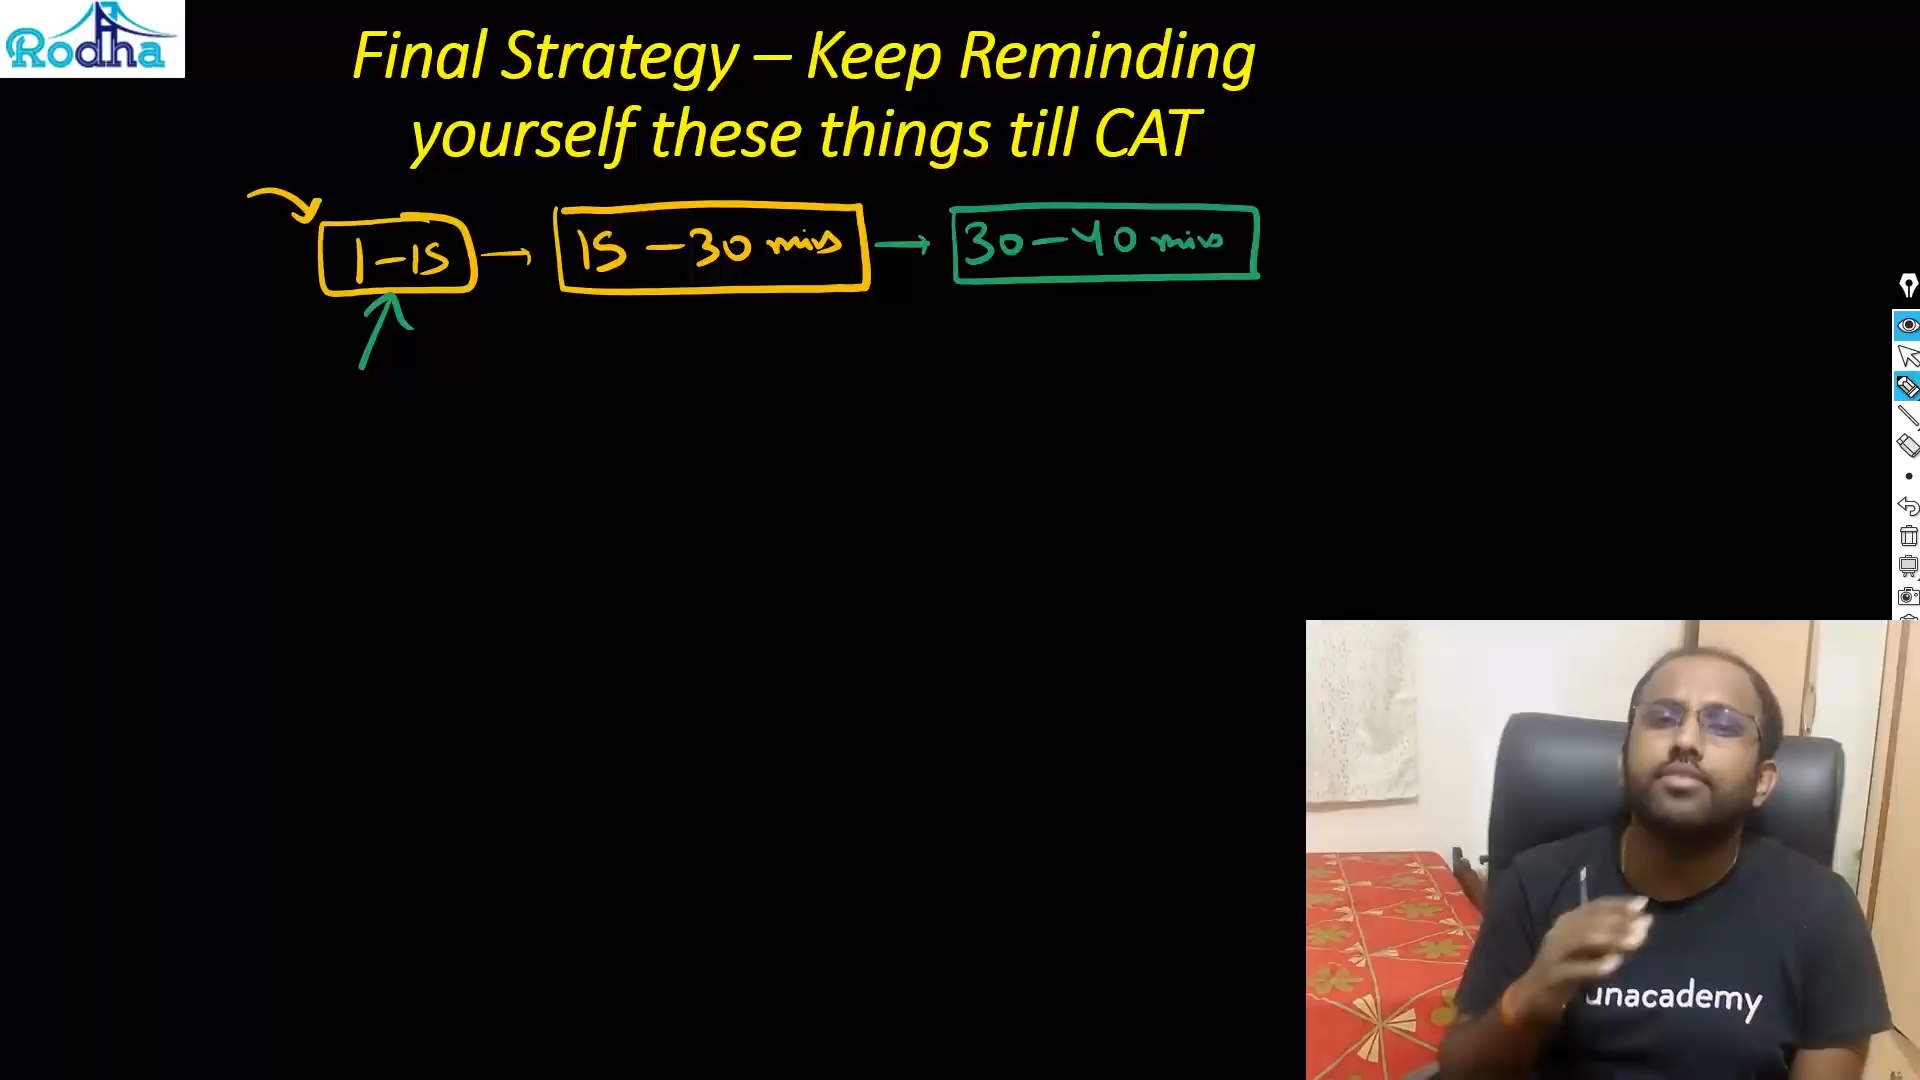 Rodha
Final Strategy – Keep Reminding
yourself these things till CAT
1-15 → 15-30 mins → 30-40 mins
unacademy